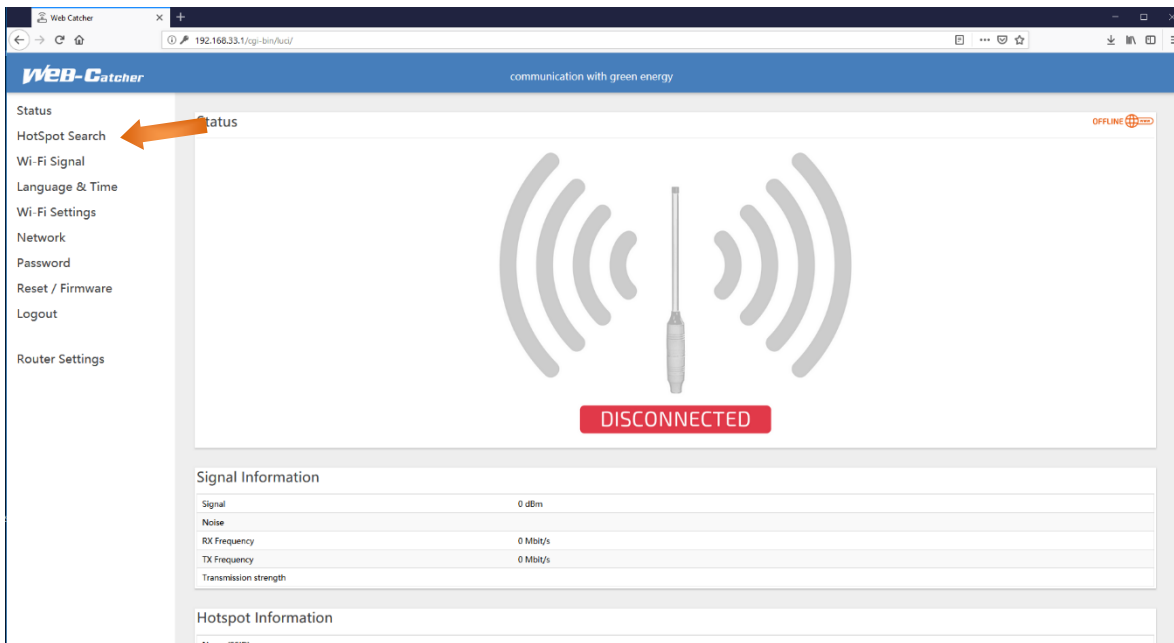 Web Catcher
192.168.33.1/cgi-bin/luci/
WEB-Catcher
communication with green energy
Status
HotSpot Search
Wi-Fi Signal
Language & Time
Wi-Fi Settings
Network
Password
Reset / Firmware
Logout
Router Settings
Status
OFFLINE
DISCONNECTED
Signal Information
Signal 0 dBm
Noise
RX Frequency 0 Mbit/s
TX Frequency 0 Mbit/s
Transmission strength
Hotspot Information